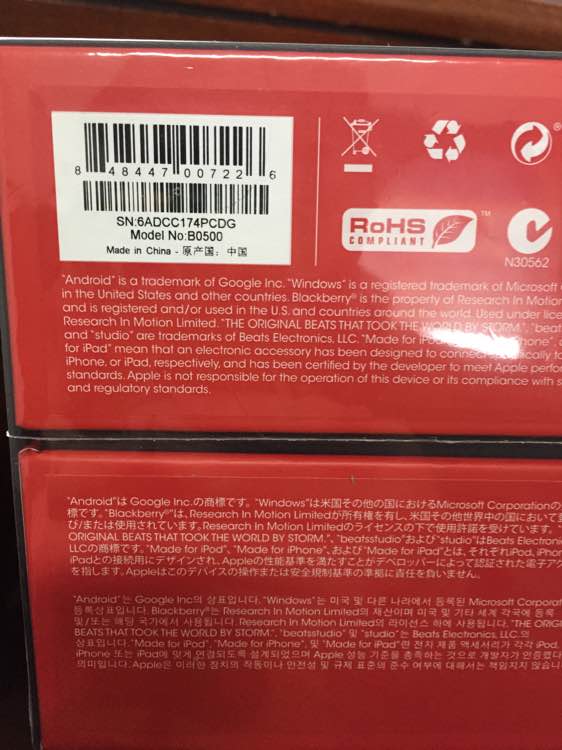 8 48447 00722 6
SN:6ADCC174PCDG
Model No:B0500
Made in China - 原产国：中国
RoHS
COMPLIANT
™
®
N30562
"Android" is a trademark of Google Inc. "Windows" is a registered trademark of Microsoft
in the United States and other countries. Blackberry® is the property of Research In Motion
and is registered and/or used in the U.S. and countries around the world. Used under
Research In Motion Limited. "THE ORIGINAL BEATS THAT TOOK THE WORLD BY STORM.",
and "studio" are trademarks of Beats Electronics, LLC. "Made for
for iPad" mean that an electronic accessory has been designed to connect to
iPhone, or iPad, respectively, and has been certified by the developer to meet Apple
standards. Apple is not responsible for the operation of this device or its compliance with
and regulatory standards.
"Android"は Google Inc.の商標です。"Windows"は米国その他の国におけるMicrosoft Corporationの
標です。"Blackberry®"は、Research In Motion Limitedが所有権を有し、米国その他世界中の国において
び/または使用されています。Research In Motion Limitedのライセンスの下で使用許諾を受けています。
ORIGINAL BEATS THAT TOOK THE WORLD BY STORM."、"beatsstudio"および"studio"はBeats Electronics
LLCの商標です。"Made for iPod"、"Made for iPhone"、および"Made for iPad"とは、それぞれiPod、
iPadとの接続用にデザインされ、Appleの性能基準を満たすことがデベロッパーによって認証された電子
を指します。Appleはこのデバイスの操作または安全規制基準の準拠に責任を負いません。
"Android"는 Google Inc의 상표입니다. "Windows"는 미국 및 다른 나라에서 등록된 Microsoft
등록상표입니다. Blackberry®는 Research In Motion Limited의 재산이며 미국 및 기타 세계 각국에 등록
및/또는 해당 국가에서 사용됩니다. Research In Motion Limited의 라이선스 하에 사용됩니다. "THE
BEATS THAT TOOK THE WORLD BY STORM.", "beatsstudio" 및 "studio"는 Beats Electronics, LLC.의
상표입니다. "Made for iPod", "Made for iPhone", 및 "Made for iPad"란 전자 제품 액세서리가 각각 iPod,
iPhone 또는 iPad에 맞게 연결되도록 설계되었으며 Apple 성능 기준을 충족하는 것으로 개발자가
의미입니다. Apple은 이러한 장치의 작동이나 안전성 및 규제 표준의 준수 여부에 대해서는 책임지지